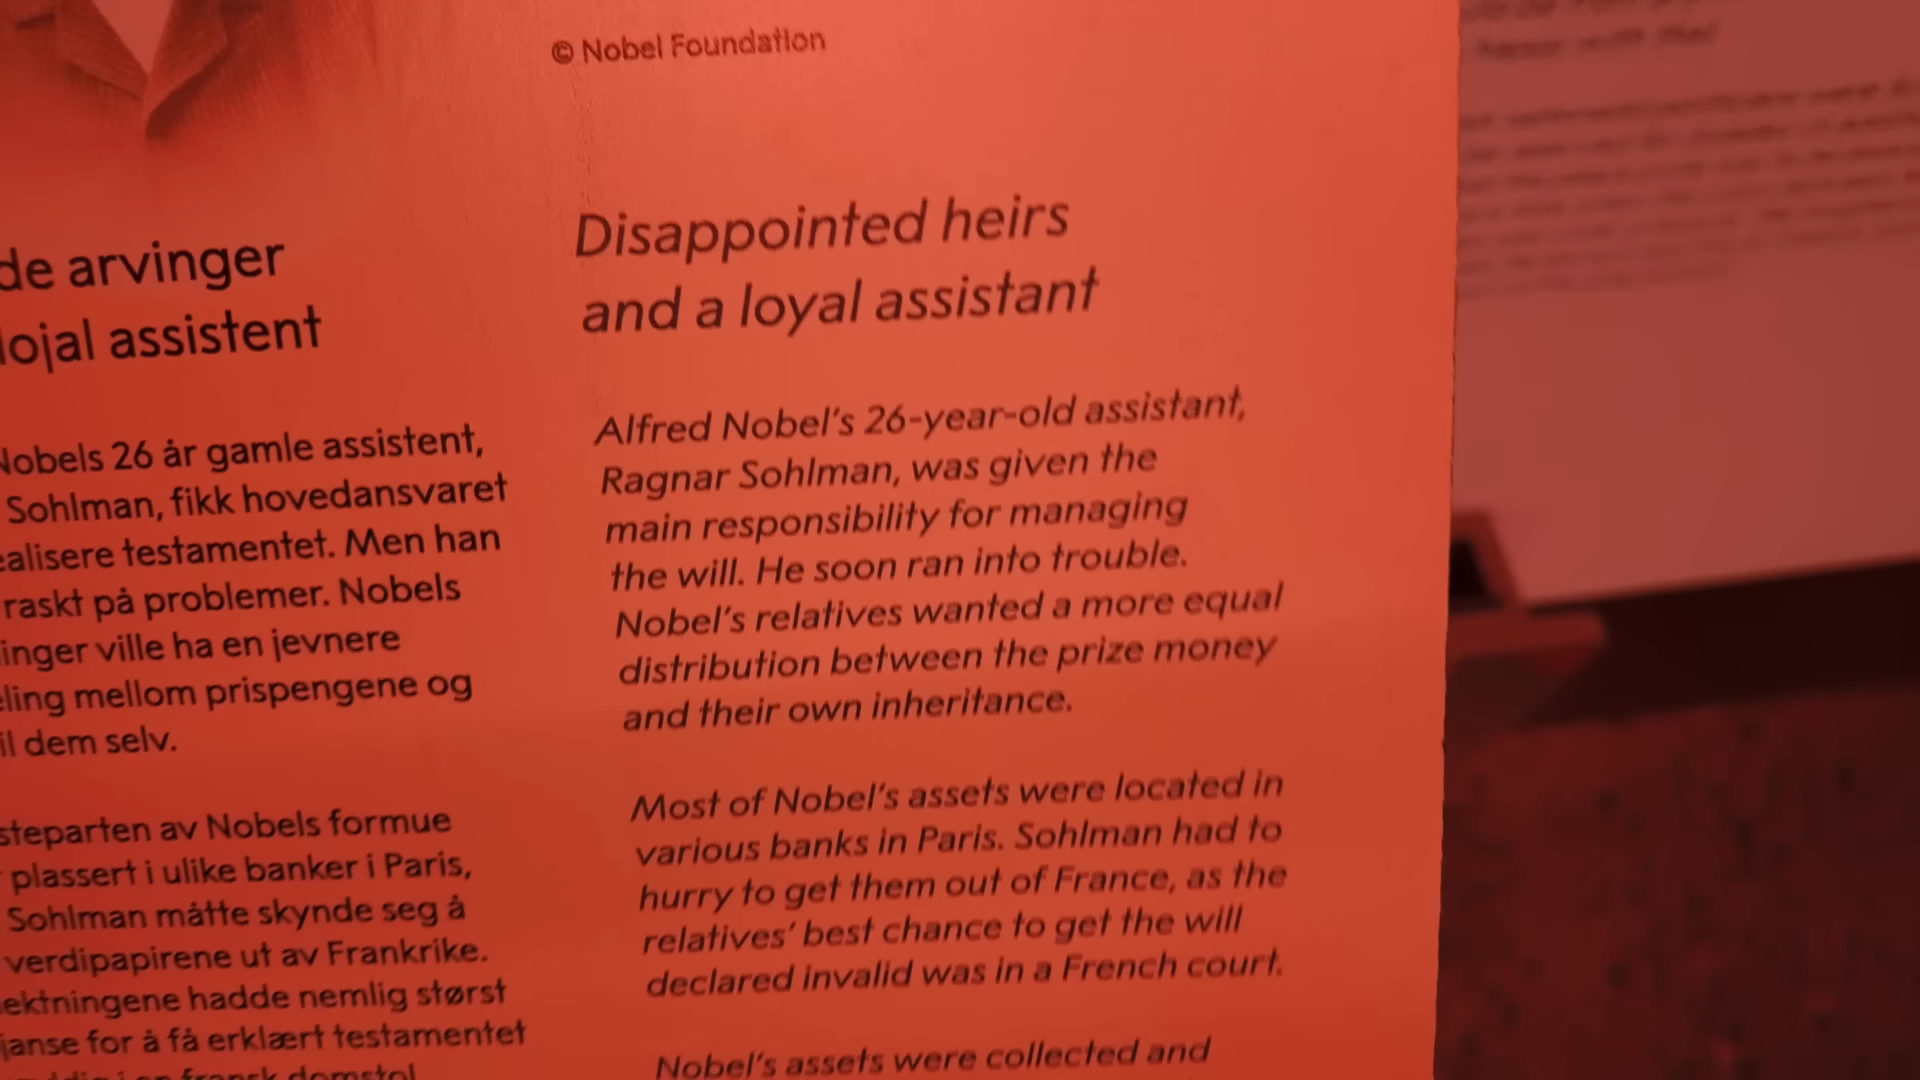 © Nobel Foundation
de arvinger
lojal assistent
Nobels 26 år gamle assistent,
Sohlman, fikk hovedansvaret
ealisere testamentet. Men han
raskt på problemer. Nobels
inger ville ha en jevnere
eling mellom prispengene og
il dem selv.
steparten av Nobels formue
plassert i ulike banker i Paris,
Sohlman måtte skynde seg å
verdipapirene ut av Frankrike.
ektningene hadde nemlig størst
janse for å få erklært testamentet
i en fransk domstol
Disappointed heirs
and a loyal assistant
Alfred Nobel's 26-year-old assistant,
Ragnar Sohlman, was given the
main responsibility for managing
the will. He soon ran into trouble.
Nobel's relatives wanted a more equal
distribution between the prize money
and their own inheritance.
Most of Nobel's assets were located in
various banks in Paris. Sohlman had to
hurry to get them out of France, as the
relatives' best chance to get the will
declared invalid was in a French court.
Nobel's assets were collected and